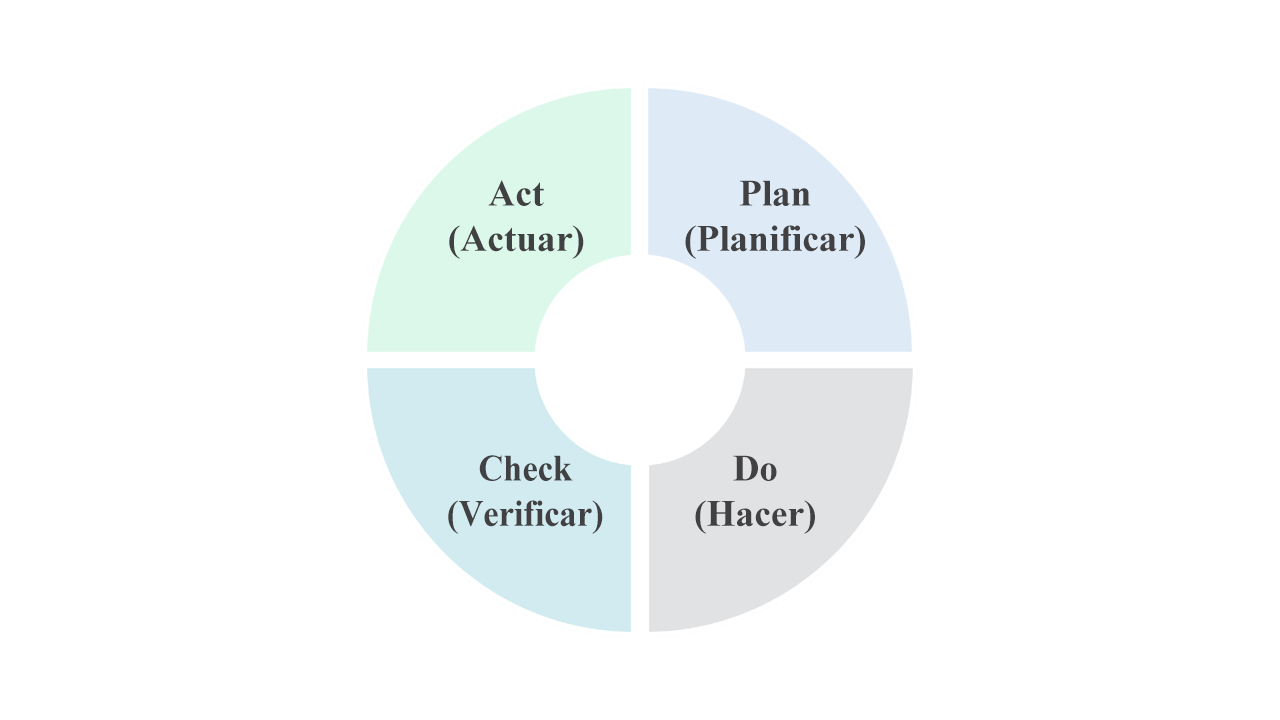 Act
(Actuar)
Plan
(Planificar)
Check
(Verificar)
Do
(Hacer)